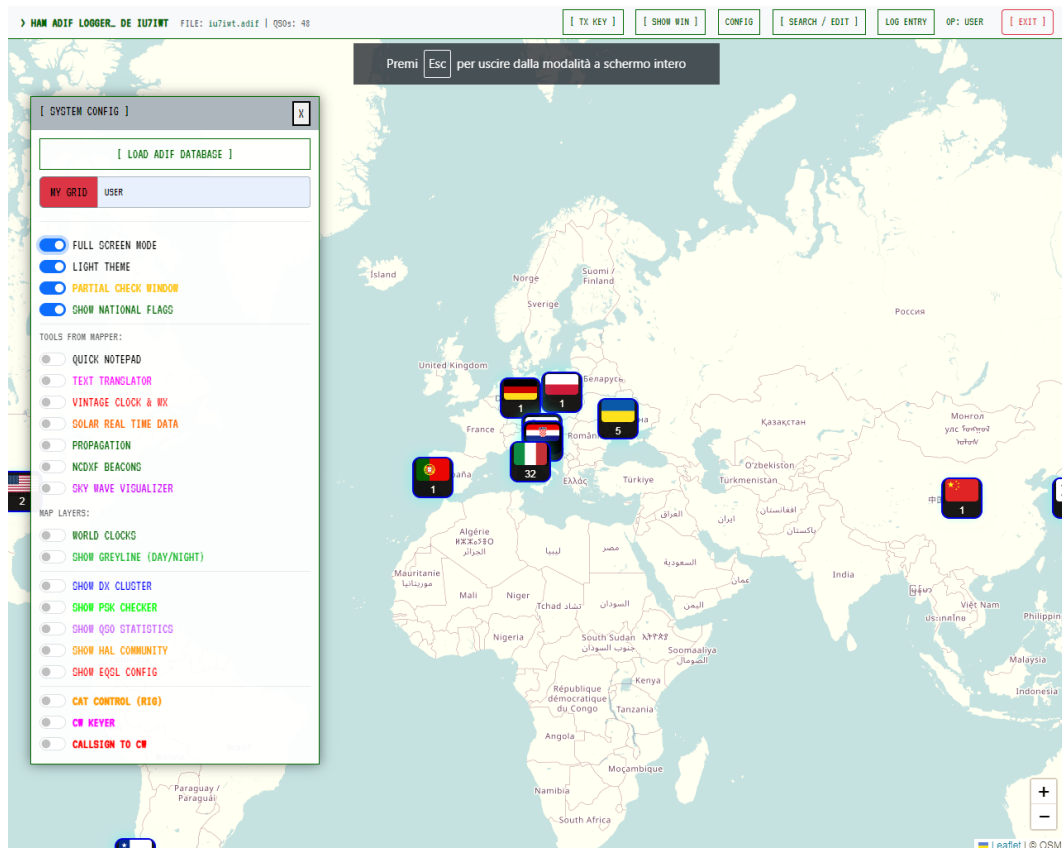 ❯ HAM ADIF LOGGER_ DE IU7IWT FILE: iu7iwt.adif | QSOs: 48
[ TX KEY ] [ SHOW WIN ] CONFIG [ SEARCH / EDIT ] LOG ENTRY OP: USER [ EXIT ]
Premi Esc per uscire dalla modalità a schermo intero
[ SYSTEM CONFIG ] X
[ LOAD ADIF DATABASE ]
MY GRID USER
FULL SCREEN MODE
LIGHT THEME
PARTIAL CHECK WINDOW
SHOW NATIONAL FLAGS
TOOLS FROM MAPPER:
QUICK NOTEPAD
TEXT TRANSLATOR
VINTAGE CLOCK & WX
SOLAR REAL TIME DATA
PROPAGATION
NCDXF BEACONS
SKY WAVE VISUALIZER
MAP LAYERS:
WORLD CLOCKS
SHOW GREYLINE (DAY/NIGHT)
SHOW DX CLUSTER
SHOW PSK CHECKER
SHOW QSO STATISTICS
SHOW HAL COMMUNITY
SHOW EQSL CONFIG
CAT CONTROL (RIG)
CW KEYER
CALLSIGN TO CW
Ísland
Norge
Suomi /
Finland
Sverige
Россия
United Kingdom
Беларусь
1
1
5
France
Români
32
1
2
Ελλάς
Türkiye
Қазақстан
Монгол
улс
O'zbekiston
Türkmenistan
1
افغانستان
ایران
پاکستان
العراق
Algérie
ⵍⵣⵣⴰⵢⴻⵔ
الجزائر
ليبيا
مصر
السعودية
عمان
Mauritanie
موريتانيا
Mali
Niger
Tchad تشاد
السودان
اليمن
India
Việt Nam
Philippin
Nigeria
South Sudan
جنوب السودان
Soomaaliya
الصومال
Malaysia
Kenya
République
démocratique
du Congo
Tanzania
Indonesia
Angola
Moçambique
Paraguay /
Paraguái
Namibia
South Africa
+
−
Leaflet | © OSM